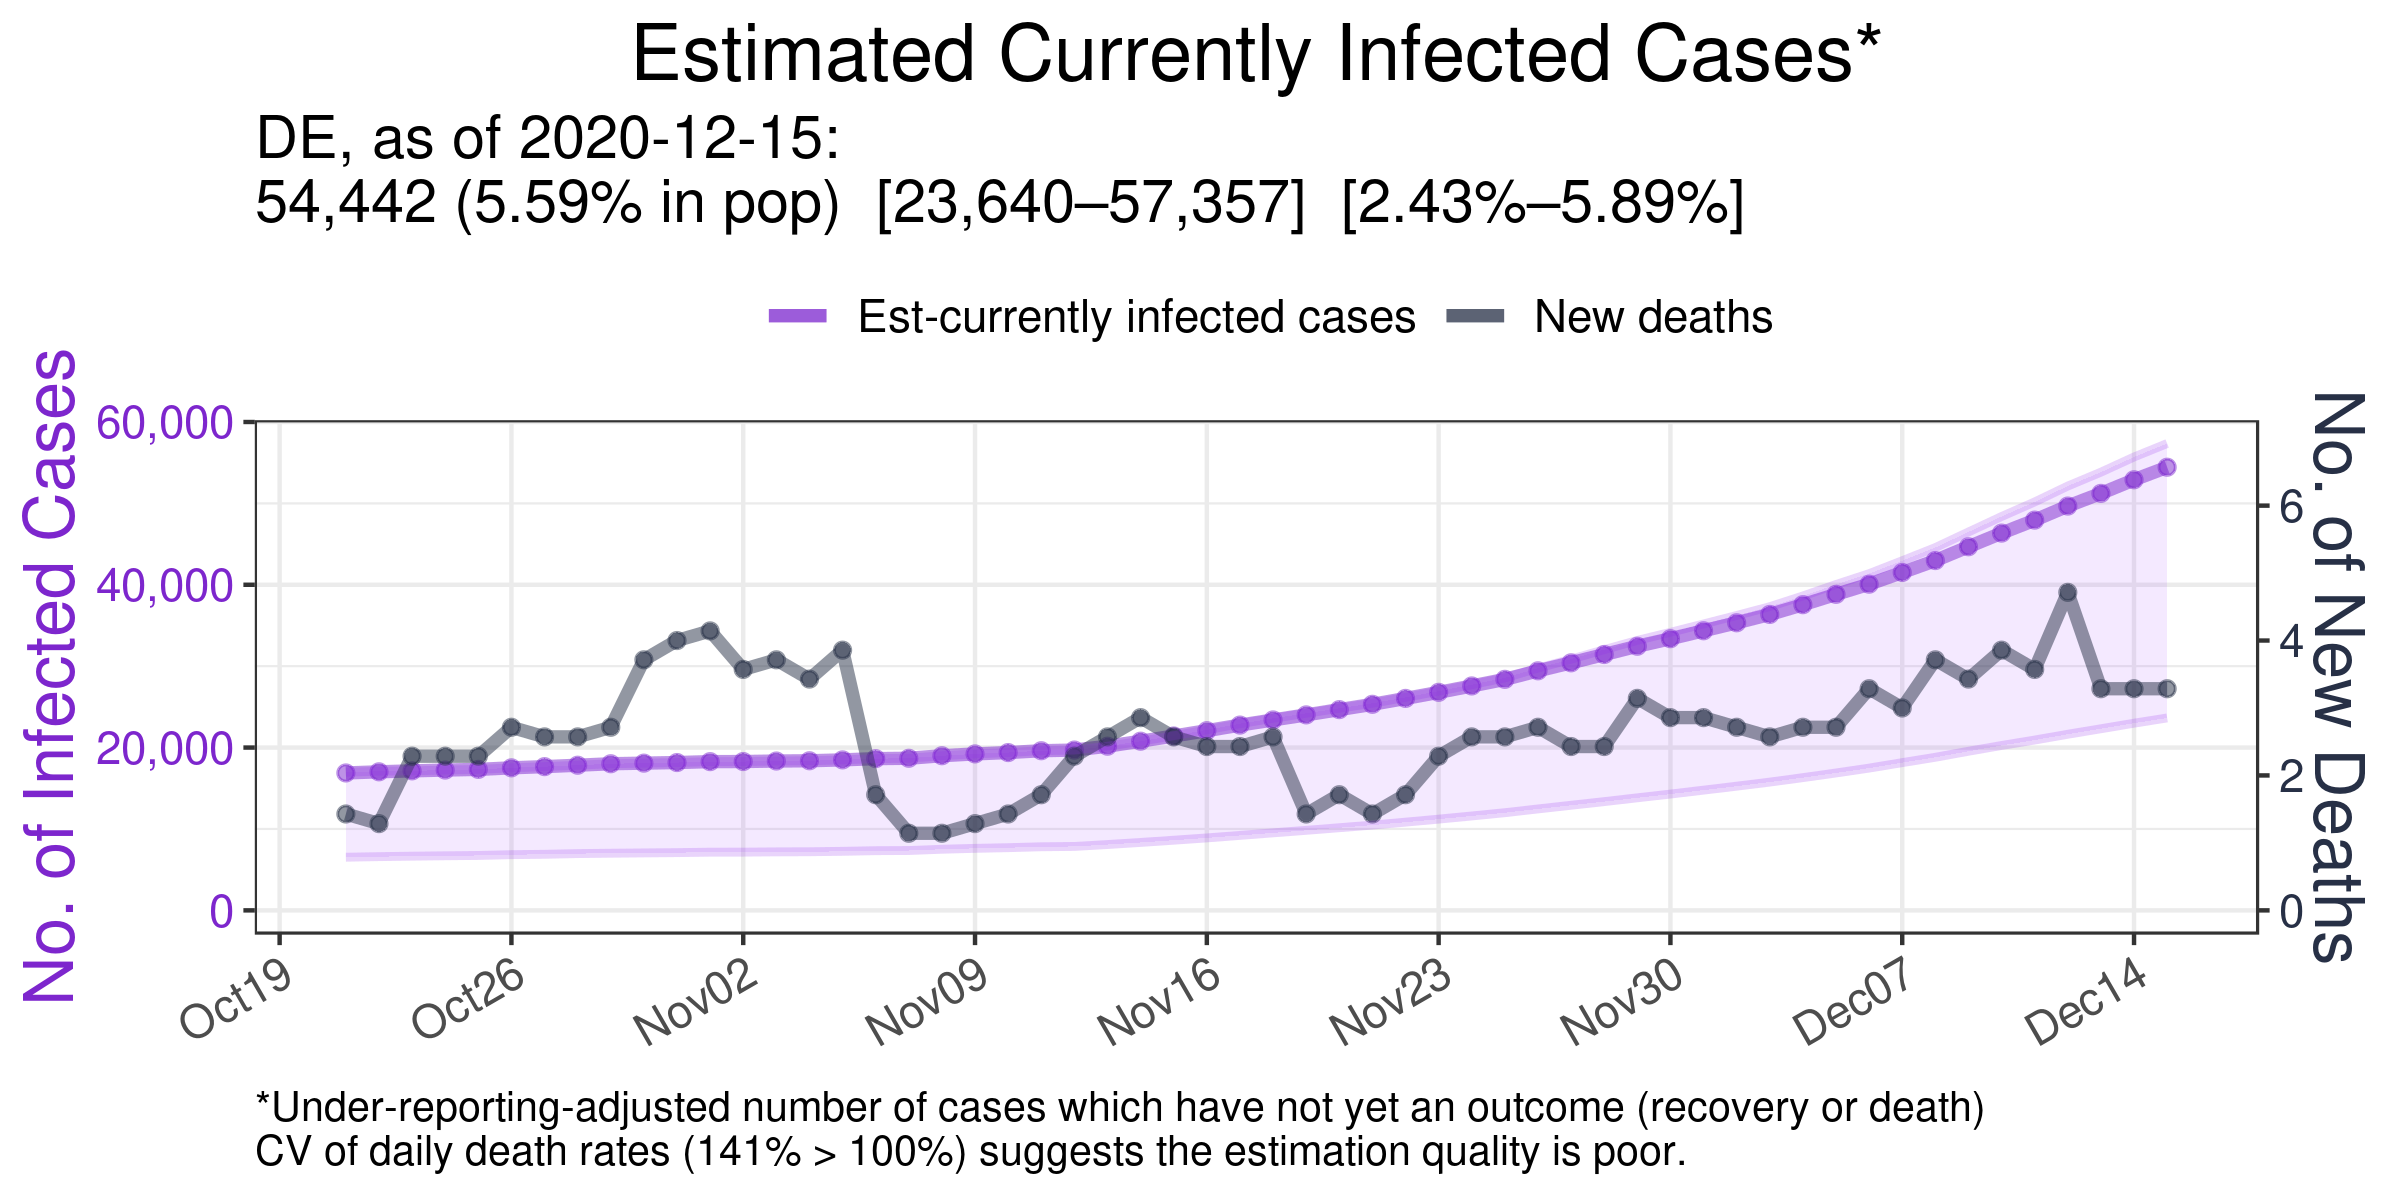 Estimated Currently Infected Cases*
DE, as of 2020-12-15:
54,442 (5.59% in pop)  [23,640–57,357]  [2.43%–5.89%]
Est-currently infected cases
New deaths
No. of Infected Cases
60,000
40,000
20,000
0
No. of New Deaths
6
4
2
0
Oct19
Oct26
Nov02
Nov09
Nov16
Nov23
Nov30
Dec07
Dec14
*Under-reporting-adjusted number of cases which have not yet an outcome (recovery or death)
CV of daily death rates (141% > 100%) suggests the estimation quality is poor.